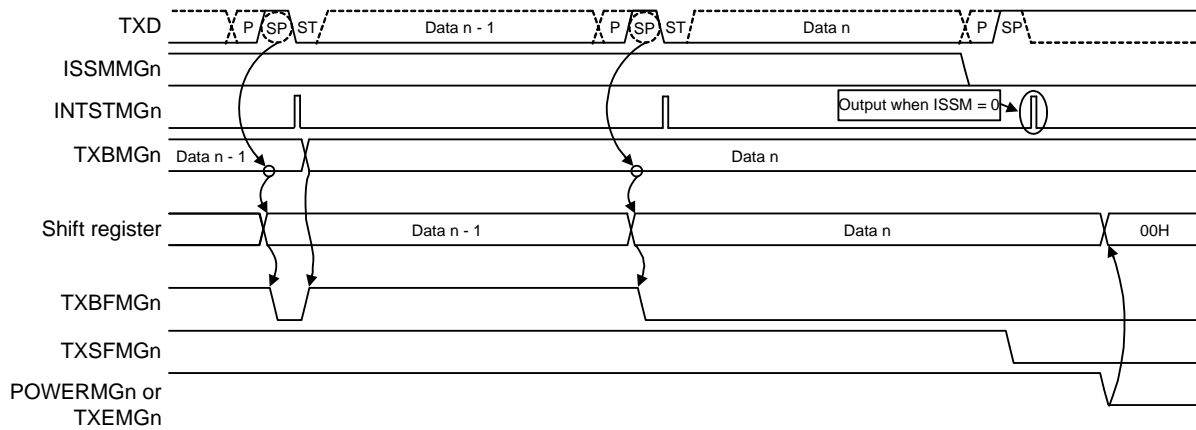 TXD P SP ST Data n - 1 P SP ST Data n P SP
ISSMMGn
INTSTMGn Output when ISSM = 0
TXBMGn Data n - 1 Data n
Shift register Data n - 1 Data n 00H
TXBFMGn
TXSFMGn
POWERMGn or
TXEMGn